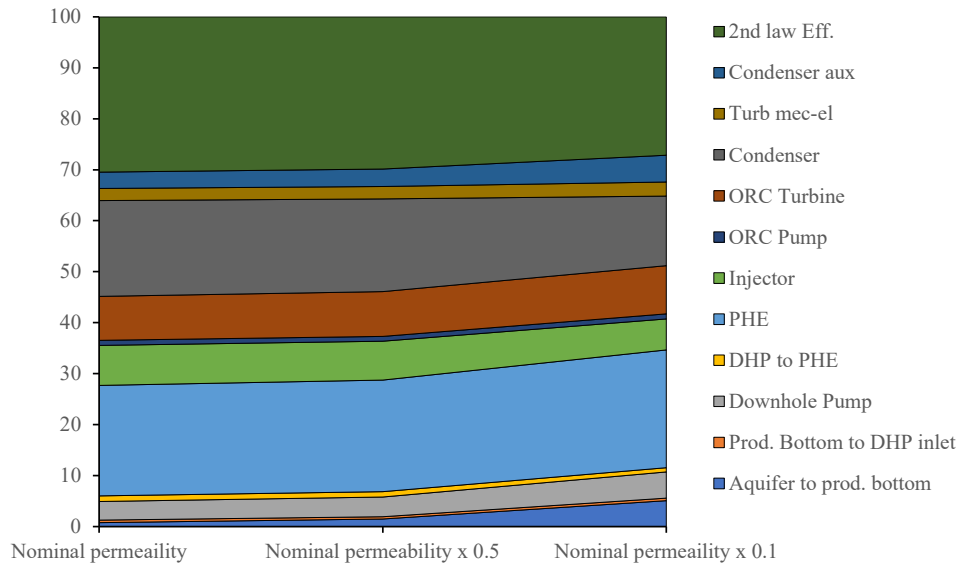 100
90
80
70
60
50
40
30
20
10
0
Nominal permeaility
Nominal permeability x 0.5
Nominal permeaility x 0.1
2nd law Eff.
Condenser aux
Turb mec-el
Condenser
ORC Turbine
ORC Pump
Injector
PHE
DHP to PHE
Downhole Pump
Prod. Bottom to DHP inlet
Aquifer to prod. bottom